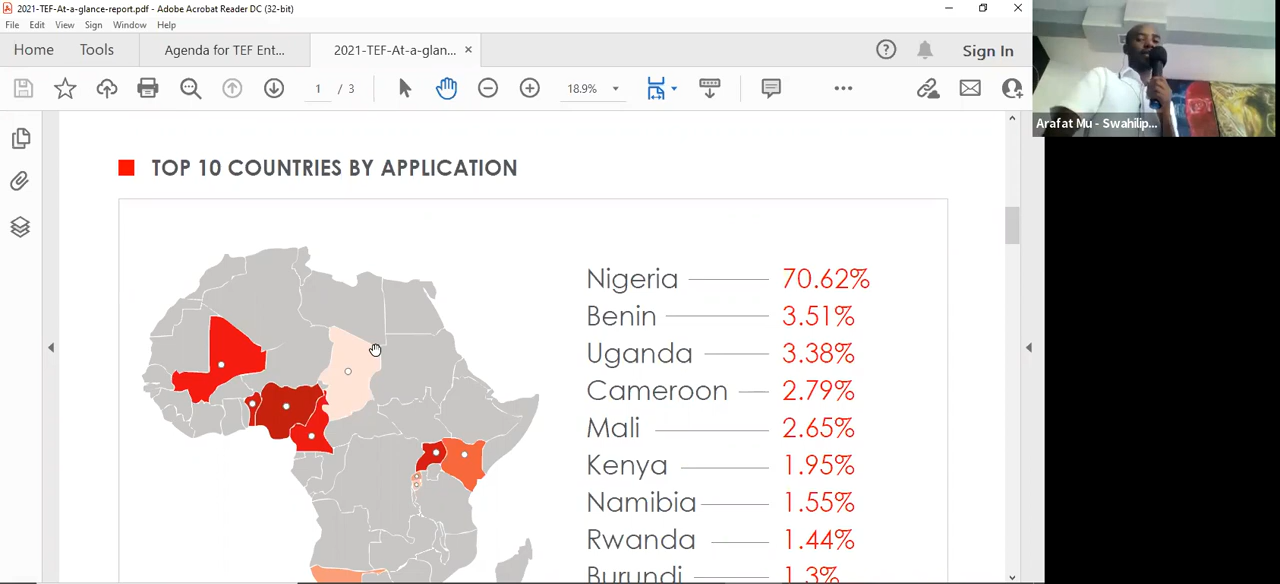 2021-TEF-At-a-glance-report.pdf - Adobe Acrobat Reader DC (32-bit)
File Edit View Sign Window Help
Home Tools Agenda for TEF Ent... 2021-TEF-At-a-glan... × Sign In
1 / 3 18.9%
Arafat Mu - Swahilip...
TOP 10 COUNTRIES BY APPLICATION
Nigeria 70.62%
Benin 3.51%
Uganda 3.38%
Cameroon 2.79%
Mali 2.65%
Kenya 1.95%
Namibia 1.55%
Rwanda 1.44%
Burundi 1.3%